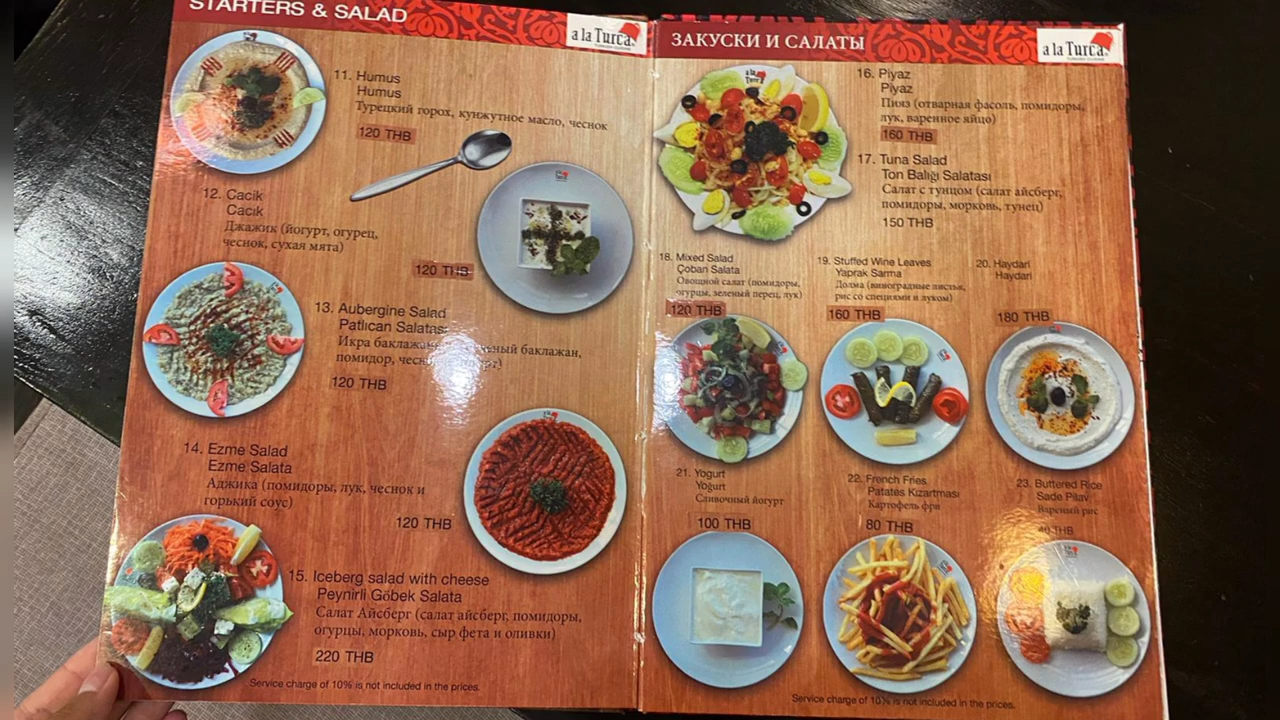 STARTERS & SALAD
a la Turca
TURKISH CUISINE
11. Humus
Humus
Турецкий горох, кунжутное масло, чеснок
120 THB
12. Cacik
Cacık
Джажик (йогурт, огурец,
чеснок, сухая мята)
120 THB
13. Aubergine Salad
Patlıcan Salatası
Икра баклажан баклажан,
помидор,
120 THB
14. Ezme Salad
Ezme Salata
Аджика (помидоры, лук, чеснок и
горький соус)
120 THB
15. Iceberg salad with cheese
Peynirli Göbek Salata
Салат Айсберг (салат айсберг, помидоры,
огурцы, морковь, сыр фета и оливки)
220 THB
Service charge of 10% is not included in the prices.
ЗАКУСКИ И САЛАТЫ
a la Turca
TURKISH CUISINE
16. Piyaz
Piyaz
Пияз (отварная фасоль, помидоры,
лук, варенное яйцо)
160 THB
17. Tuna Salad
Ton Balığı Salatası
Салат с тунцом (салат айсберг,
помидоры, морковь, тунец)
150 THB
18. Mixed Salad
Çoban Salata
Овощной салат (помидоры,
огурцы, зеленый перец, лук)
120 THB
19. Stuffed Wine Leaves
Yaprak Sarma
Долма (виноградные листья,
рис со специями и луком)
160 THB
20. Haydari
Haydari
180 THB
21. Yogurt
Yoğurt
Сливочный йогурт
100 THB
22. French Fries
Patates Kızartması
Картофель фри
80 THB
23. Buttered Rice
Sade Pilav
Вареный рис
THB
Service charge of 10% is not included in the prices.